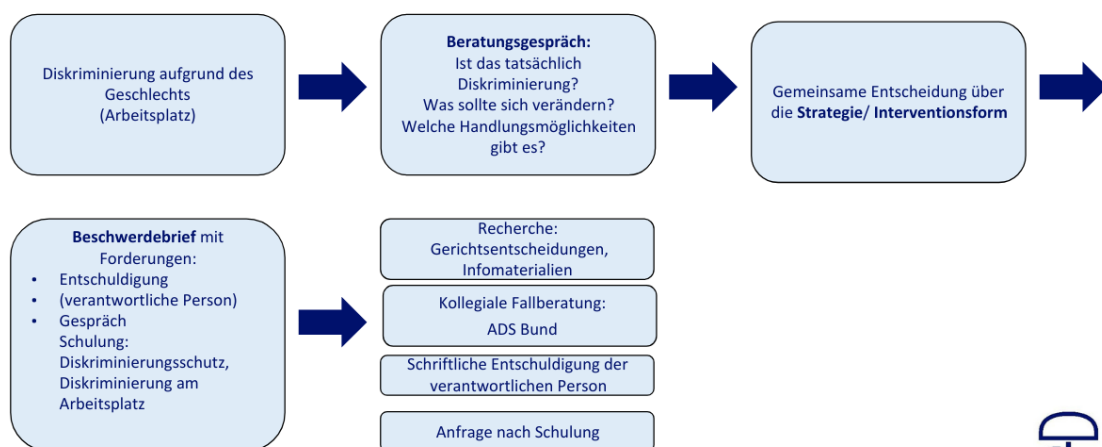 Diskriminierung aufgrund des
Geschlechts
(Arbeitsplatz)
Beratungsgespräch:
Ist das tatsächlich
Diskriminierung?
Was sollte sich verändern?
Welche Handlungsmöglichkeiten
gibt es?
Gemeinsame Entscheidung über
die Strategie/ Interventionsform
Beschwerdebrief mit
Forderungen:
• Entschuldigung
• (verantwortliche Person)
• Gespräch
Schulung:
Diskriminierungsschutz,
Diskriminierung am
Arbeitsplatz
Recherche:
Gerichtsentscheidungen,
Infomaterialien
Kollegiale Fallberatung:
ADS Bund
Schriftliche Entschuldigung der
verantwortlichen Person
Anfrage nach Schulung